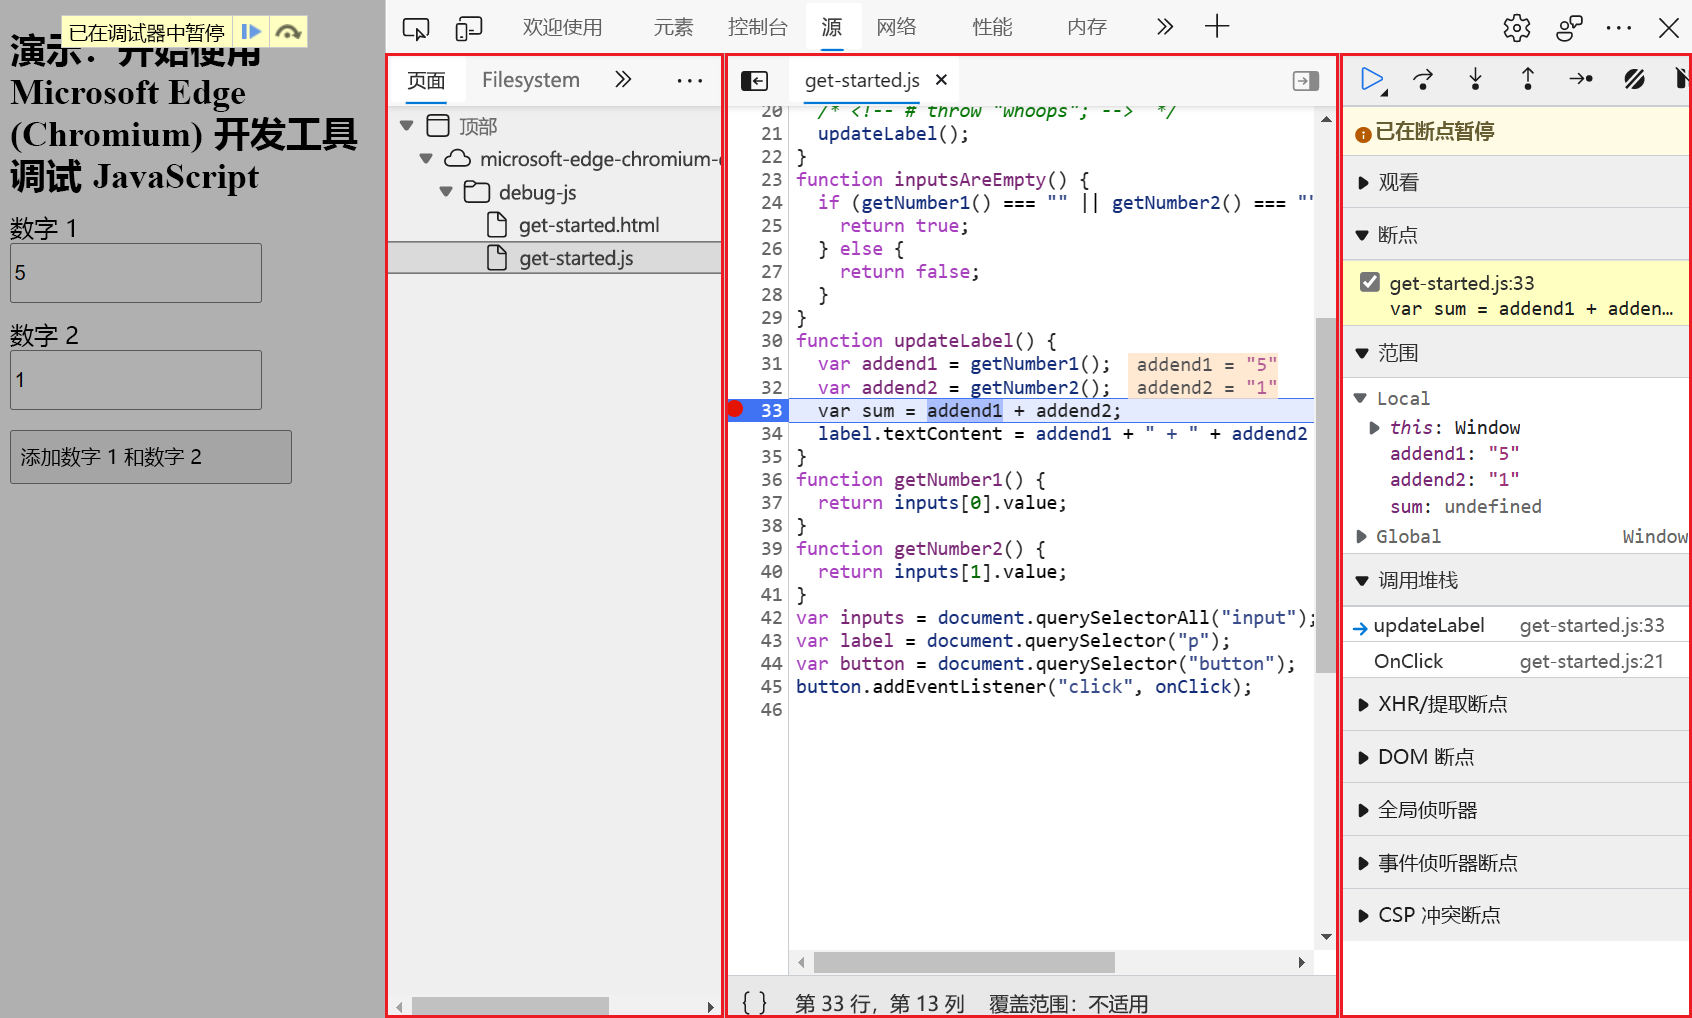 已在调试器中暂停
演示：开始使用
Microsoft Edge
(Chromium) 开发工具
调试 JavaScript
数字 1
5
数字 2
1
添加数字 1 和数字 2
欢迎使用 元素 控制台 源 网络 性能 内存
页面 Filesystem
顶部
microsoft-edge-chromium-
debug-js
get-started.html
get-started.js
get-started.js
20 /* <!-- # throw "whoops"; --> */
21 updateLabel();
22 }
23 function inputsAreEmpty() {
24 if (getNumber1() === "" || getNumber2() === "'
25 return true;
26 } else {
27 return false;
28 }
29 }
30 function updateLabel() {
31 var addend1 = getNumber1(); addend1 = "5"
32 var addend2 = getNumber2(); addend2 = "1"
33 var sum = addend1 + addend2;
34 label.textContent = addend1 + " + " + addend2
35 }
36 function getNumber1() {
37 return inputs[0].value;
38 }
39 function getNumber2() {
40 return inputs[1].value;
41 }
42 var inputs = document.querySelectorAll("input");
43 var label = document.querySelector("p");
44 var button = document.querySelector("button");
45 button.addEventListener("click", onClick);
46
{ } 第 33 行，第 13 列 覆盖范围：不适用
已在断点暂停
观看
断点
get-started.js:33
var sum = addend1 + adden…
范围
Local
this: Window
addend1: "5"
addend2: "1"
sum: undefined
Global Window
调用堆栈
updateLabel get-started.js:33
OnClick get-started.js:21
XHR/提取断点
DOM 断点
全局侦听器
事件侦听器断点
CSP 冲突断点